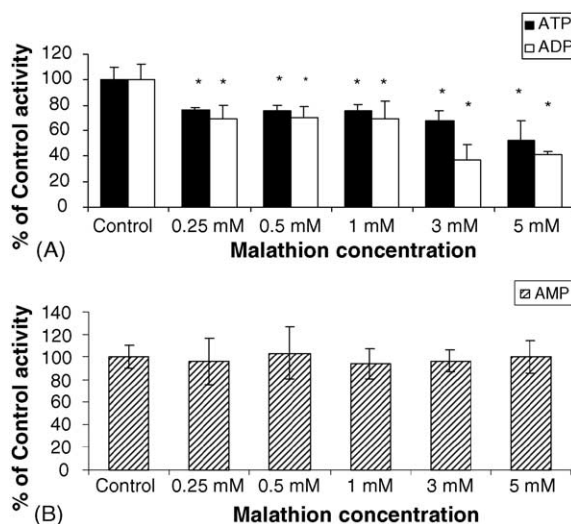 ATP
ADP
% of Control activity
120
100
80
60
40
20
0
* * * * * * * * * *
Control 0.25 mM 0.5 mM 1 mM 3 mM 5 mM
(A) Malathion concentration
AMP
% of Control activity
140
120
100
80
60
40
20
0
Control 0.25 mM 0.5 mM 1 mM 3 mM 5 mM
(B) Malathion concentration